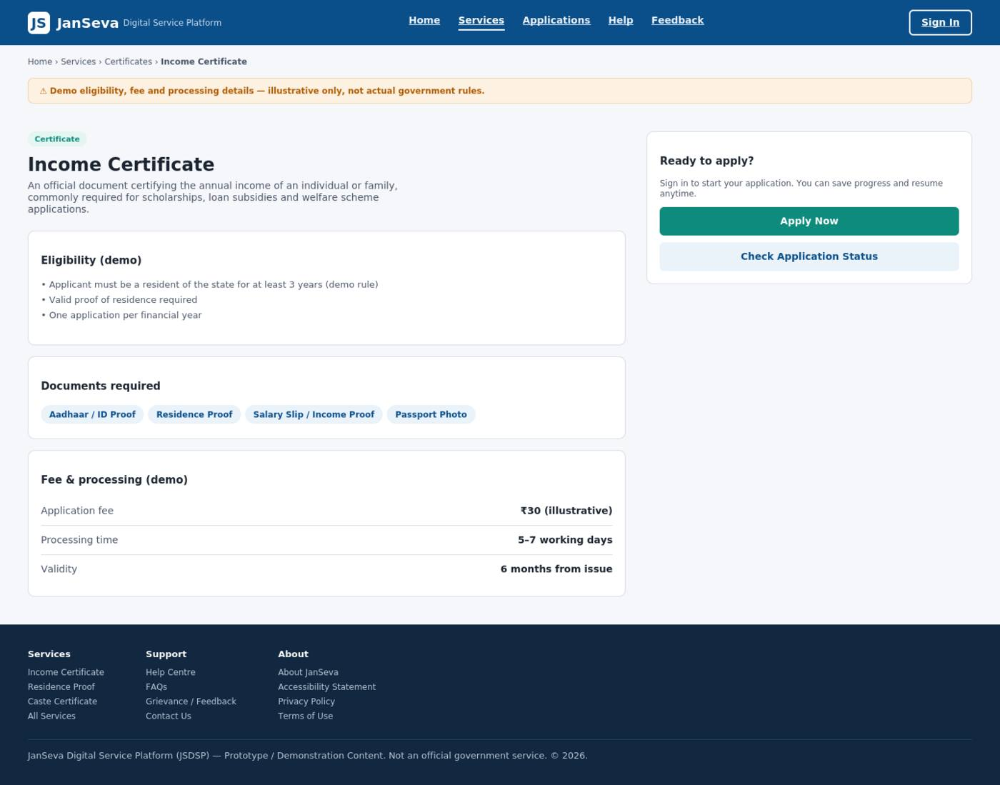 JS JanSeva Digital Service Platform
Home Services Applications Help Feedback
Sign In
Home › Services › Certificates › Income Certificate
⚠ Demo eligibility, fee and processing details — illustrative only, not actual government rules.
Certificate
Income Certificate
An official document certifying the annual income of an individual or family,
commonly required for scholarships, loan subsidies and welfare scheme
applications.
Eligibility (demo)
• Applicant must be a resident of the state for at least 3 years (demo rule)
• Valid proof of residence required
• One application per financial year
Documents required
Aadhaar / ID Proof Residence Proof Salary Slip / Income Proof Passport Photo
Fee & processing (demo)
Application fee ₹30 (illustrative)
Processing time 5–7 working days
Validity 6 months from issue
Ready to apply?
Sign in to start your application. You can save progress and resume
anytime.
Apply Now
Check Application Status
Services
Income Certificate
Residence Proof
Caste Certificate
All Services
Support
Help Centre
FAQs
Grievance / Feedback
Contact Us
About
About JanSeva
Accessibility Statement
Privacy Policy
Terms of Use
JanSeva Digital Service Platform (JSDSP) — Prototype / Demonstration Content. Not an official government service. © 2026.